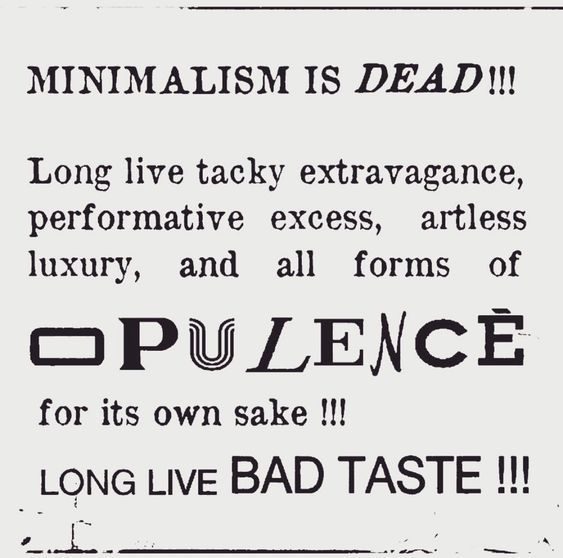 MINIMALISM IS DEAD!!!
Long live tacky extravagance,
performative excess, artless
luxury, and all forms of
OPULENCÈ
for its own sake !!!
LONG LIVE BAD TASTE !!!